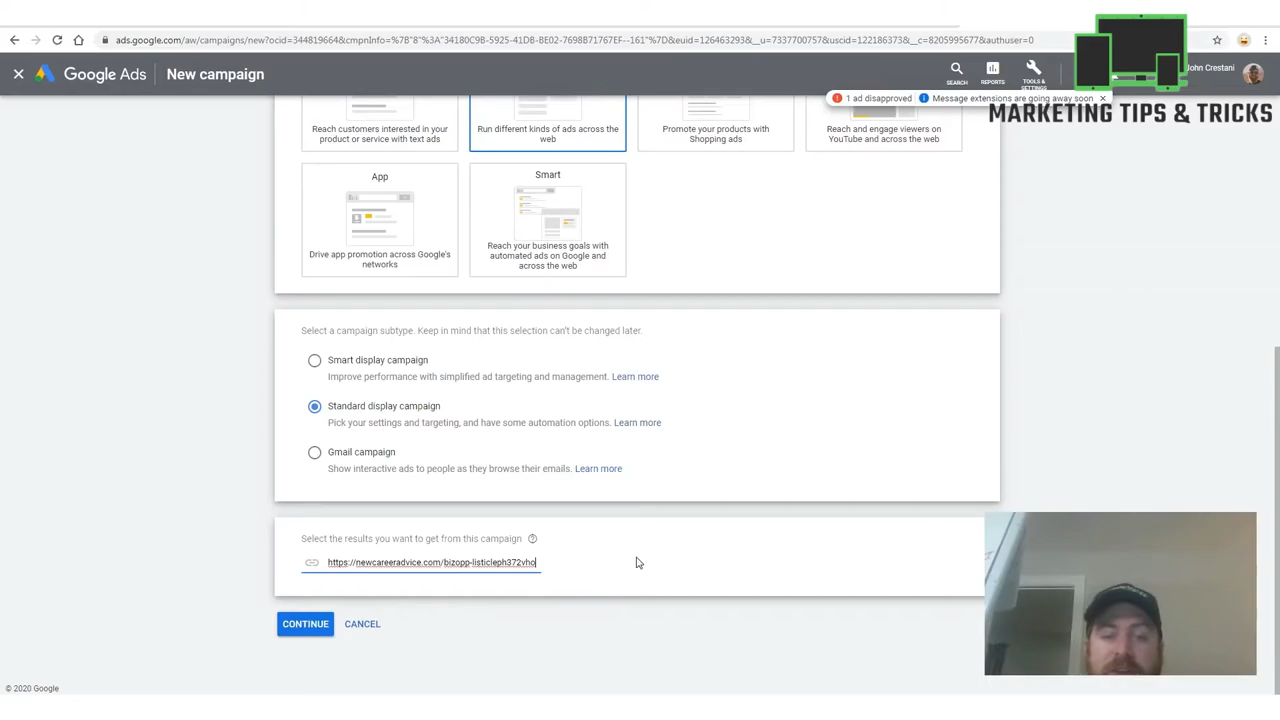 ads.google.com/aw/campaigns/new?ocid=344819664&cmpnInfo=%7B"8"%3A"34180C9B-5925-41DB-BE02-7698B71767EF--161"%7D&euid=126463293&__u=7337700757&uscid=122186373&__c=8205995677&authuser=0
Google Ads
New campaign
SEARCH
REPORTS
TOOLS &
SETTINGS
John Crestani
1 ad disapproved
Message extensions are going away soon
MARKETING TIPS & TRICKS
Reach customers interested in your
product or service with text ads
Run different kinds of ads across the
web
Promote your products with
Shopping ads
Reach and engage viewers on
YouTube and across the web
App
Drive app promotion across Google's
networks
Smart
Reach your business goals with
automated ads on Google and
across the web
Select a campaign subtype. Keep in mind that this selection can't be changed later.
Smart display campaign
Improve performance with simplified ad targeting and management. Learn more
Standard display campaign
Pick your settings and targeting, and have some automation options. Learn more
Gmail campaign
Show interactive ads to people as they browse their emails. Learn more
Select the results you want to get from this campaign
https://newcareeradvice.com/bizopp-listicleph372vho
CONTINUE
CANCEL
© 2020 Google